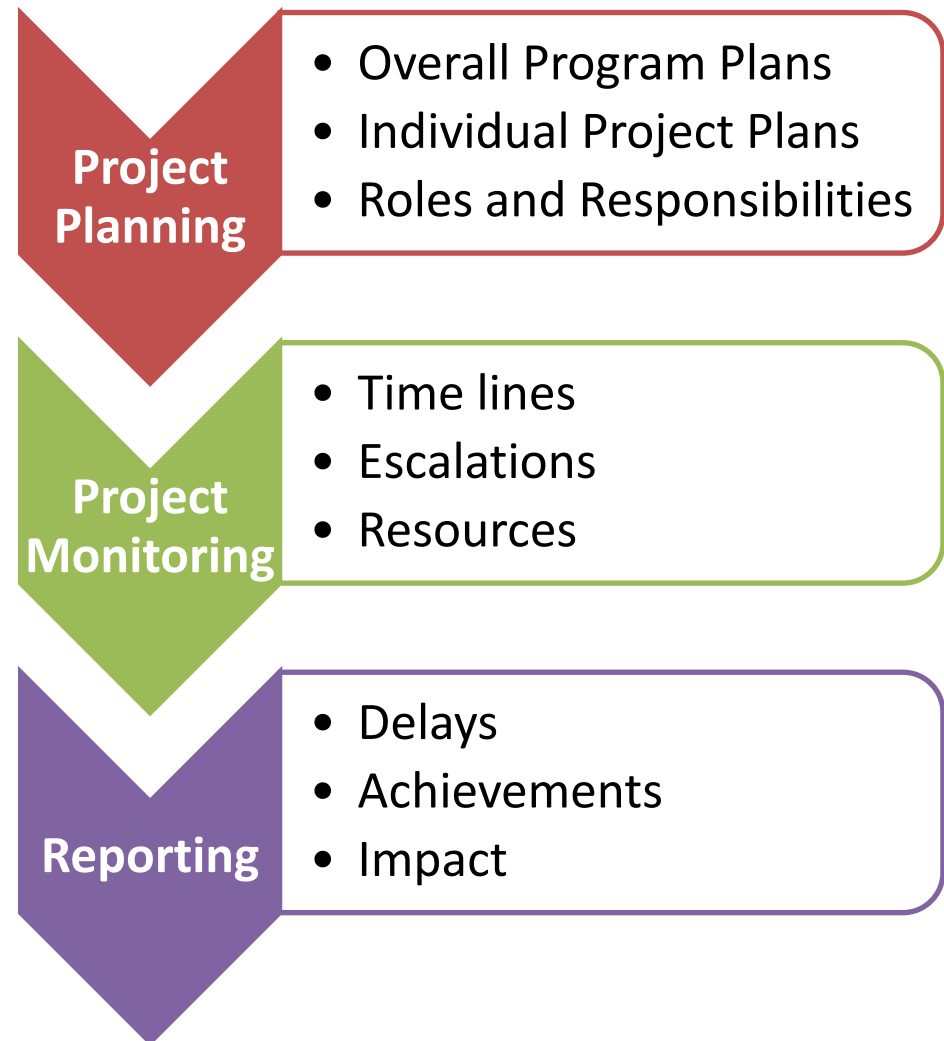 Project
Planning
• Overall Program Plans
• Individual Project Plans
• Roles and Responsibilities
Project
Monitoring
• Time lines
• Escalations
• Resources
Reporting
• Delays
• Achievements
• Impact